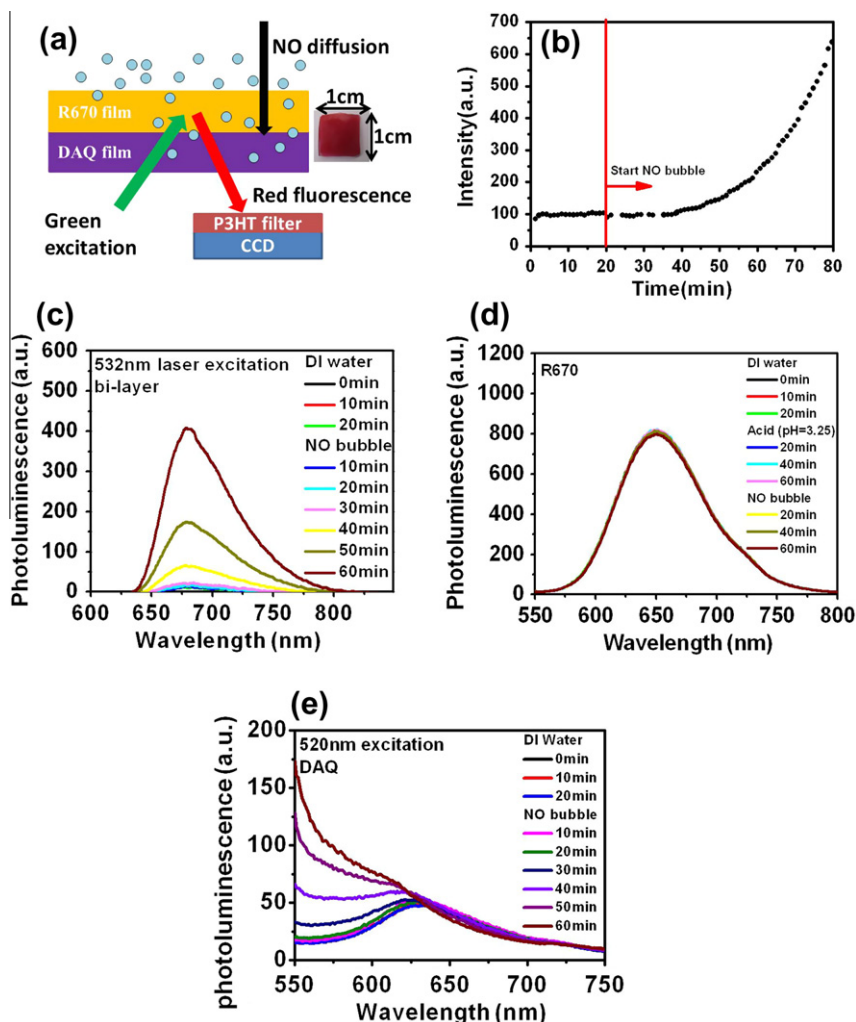 (a)
NO diffusion
R670 film
1cm
1cm
DAQ film
Green
excitation
Red fluorescence
P3HT filter
CCD
(b)
Intensity(a.u.)
700
600
500
400
300
200
100
0
Start NO bubble
0 10 20 30 40 50 60 70 80
Time(min)
(c)
Photoluminescence (a.u.)
600
500
400
300
200
100
0
532nm laser excitation
bi-layer
DI water
0min
10min
20min
NO bubble
10min
20min
30min
40min
50min
60min
600 650 700 750 800
Wavelength (nm)
(d)
Photoluminescence (a.u.)
1200
1000
800
600
400
200
0
R670
DI water
0min
10min
20min
Acid (pH=3.25)
20min
40min
60min
NO bubble
20min
40min
60min
550 600 650 700 750 800
Wavelength (nm)
(e)
photoluminescence (a.u.)
200
150
100
50
0
520nm excitation
DAQ
DI Water
0min
10min
20min
NO bubble
10min
20min
30min
40min
50min
60min
550 600 650 700 750
Wavelength (nm)